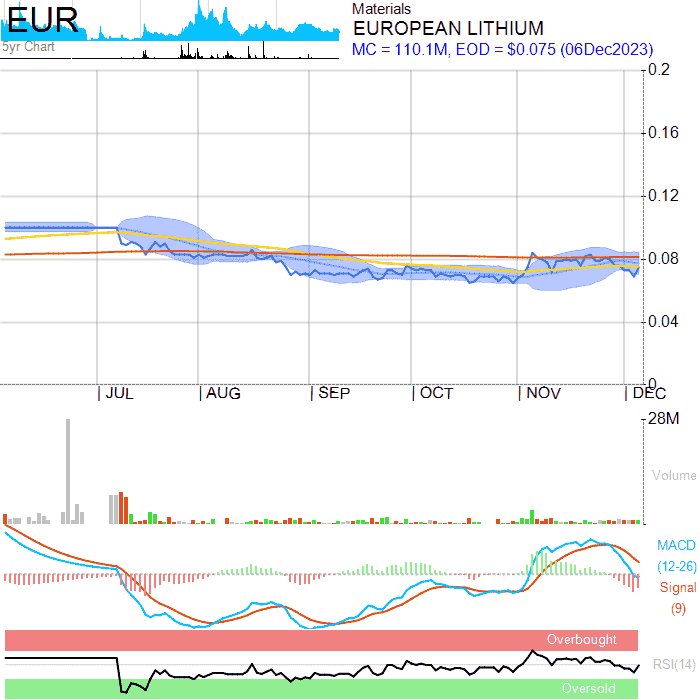 EUR
5yr Chart
Materials
EUROPEAN LITHIUM
MC = 110.1M, EOD = $0.075 (06Dec2023)
0.2
0.16
0.12
0.08
0.04
0
JUL AUG SEP OCT NOV DEC
28M
Volume
MACD
(12-26)
Signal
(9)
Overbought
RSI(14)
Oversold